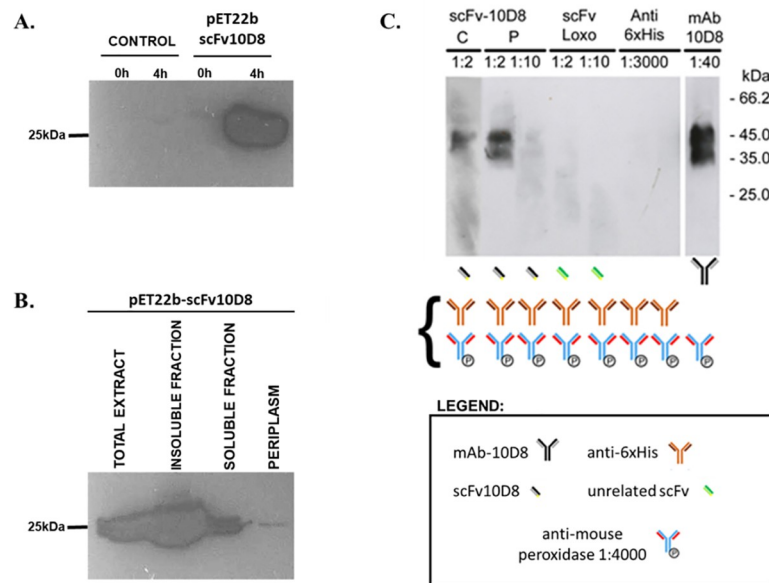 A.
CONTROL
pET22b
scFv10D8
0h 4h 0h 4h
25kDa
B.
pET22b-scFv10D8
TOTAL EXTRACT
INSOLUBLE FRACTION
SOLUBLE FRACTION
PERIPLASM
25kDa
C.
scFv-10D8 scFv Anti mAb
C P Loxo 6xHis 10D8
1:2 1:2 1:10 1:2 1:10 1:3000 1:40
kDa
- 66.2
- 45.0
- 35.0
- 25.0
{
P P P P P P P P
LEGEND:
mAb-10D8 anti-6xHis
scFv10D8 unrelated scFv
anti-mouse
peroxidase 1:4000
P